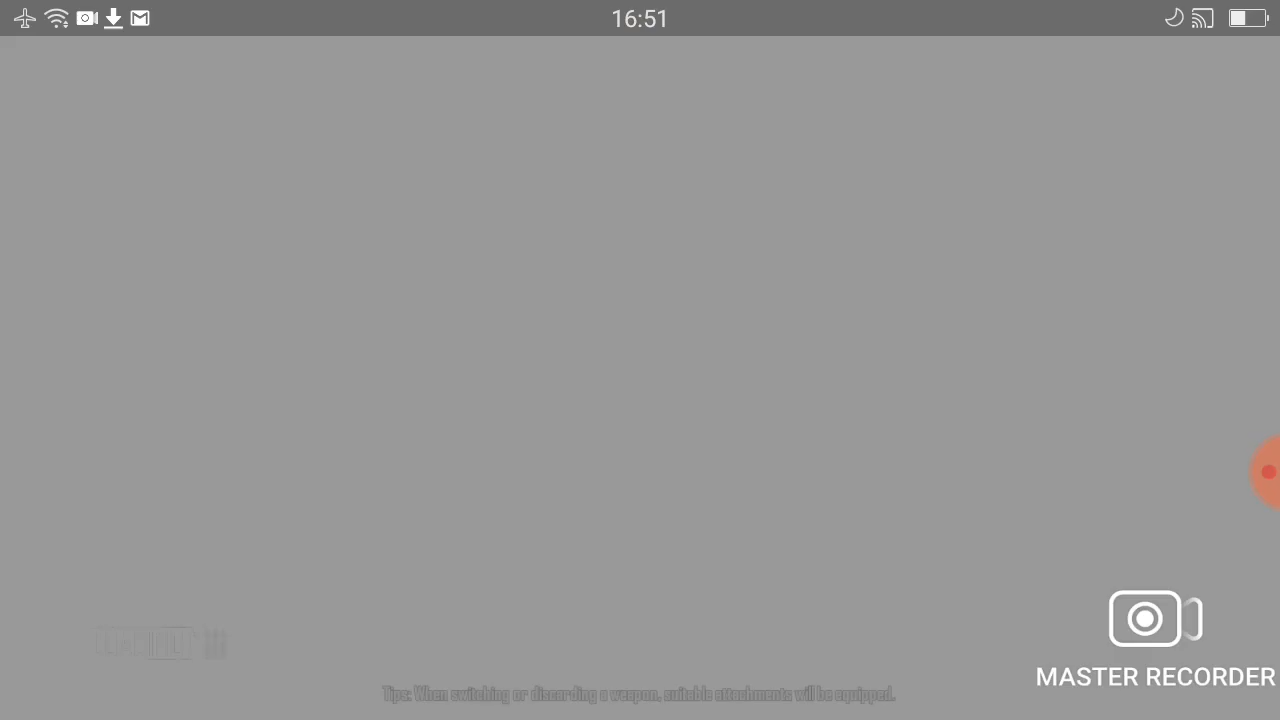 16:51
MASTER RECORDER
Tips: When switching or discarding a weapon, suitable attachments will be equipped.